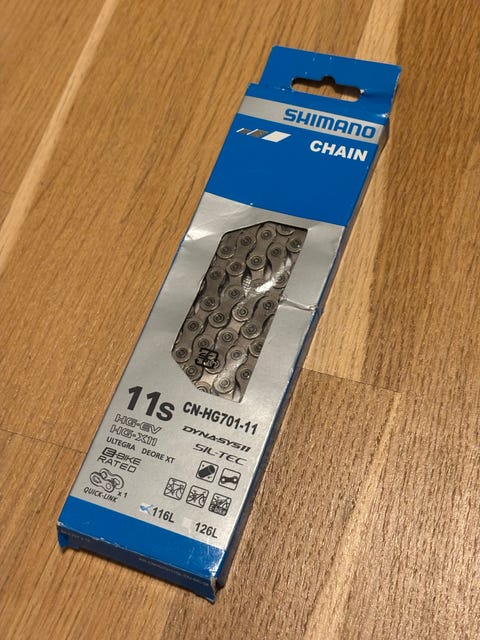 SHIMANO
CHAIN
11s
CN-HG701-11
HG-EV
HG-X11
DYNA-SYS11
SIL-TEC
ULTEGRA DEORE XT
E-BIKE
RATED
QUICK-LINK x1
116L
126L